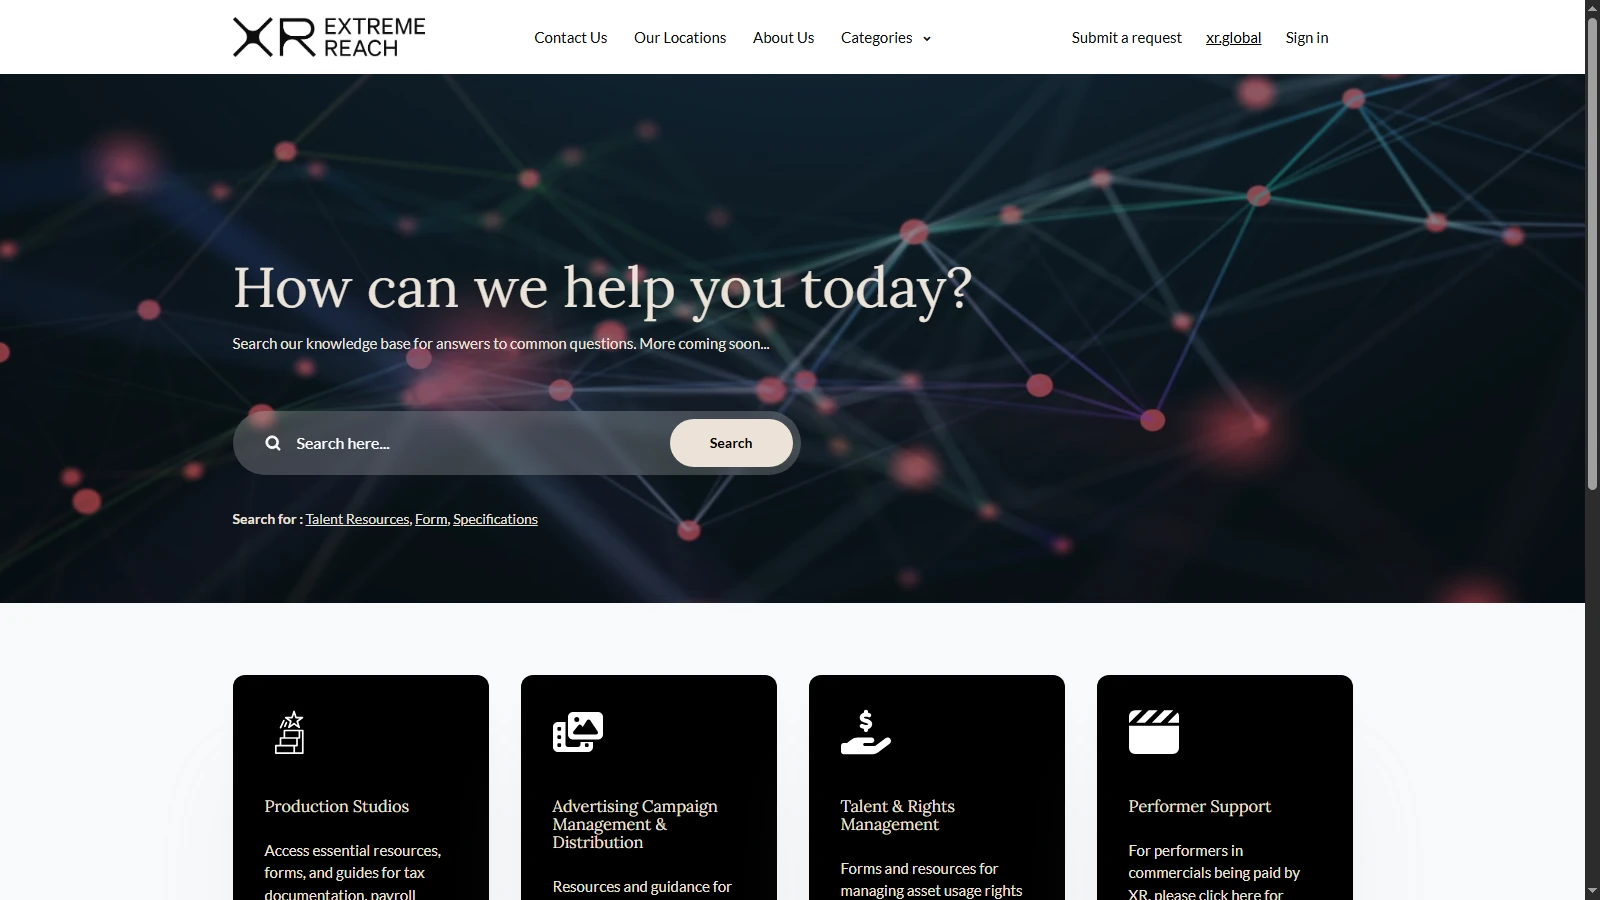 XR EXTREME REACH
Contact Us
Our Locations
About Us
Categories
Submit a request
xr.global
Sign in
How can we help you today?
Search our knowledge base for answers to common questions. More coming soon...
Search here...
Search
Search for : Talent Resources, Form, Specifications
Production Studios
Access essential resources,
forms, and guides for tax
documentation, payroll
Advertising Campaign
Management &
Distribution
Resources and guidance for
Talent & Rights
Management
Forms and resources for
managing asset usage rights
Performer Support
For performers in
commercials being paid by
XR, please click here for